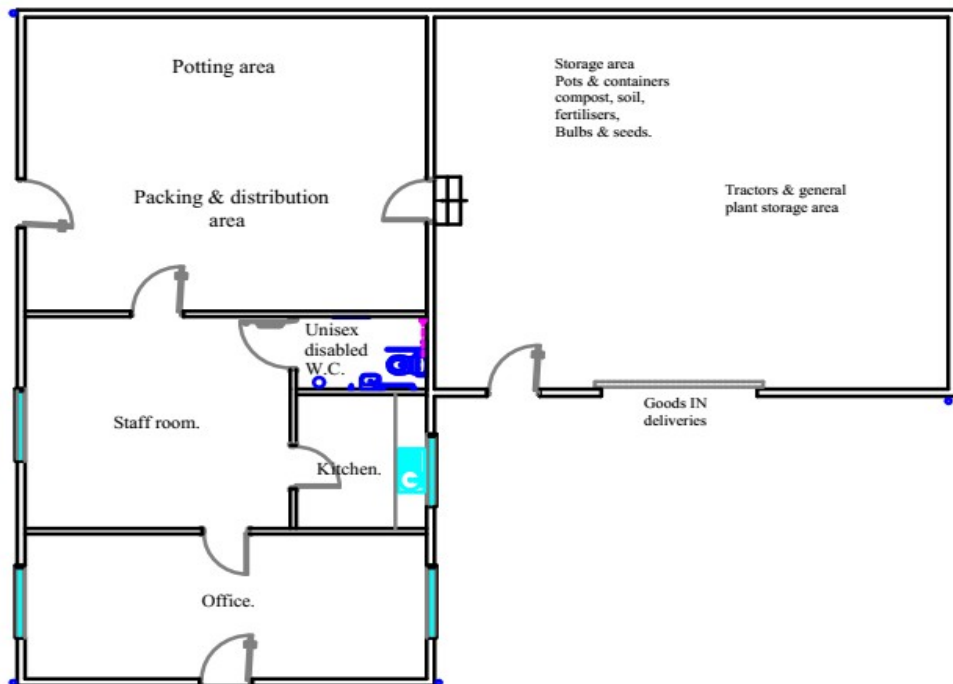 Potting area
Packing & distribution
area
Storage area
Pots & containers
compost, soil,
fertilisers,
Bulbs & seeds.
Tractors & general
plant storage area
Unisex
disabled
W.C.
Staff room.
Kitchen.
Goods IN
deliveries
Office.